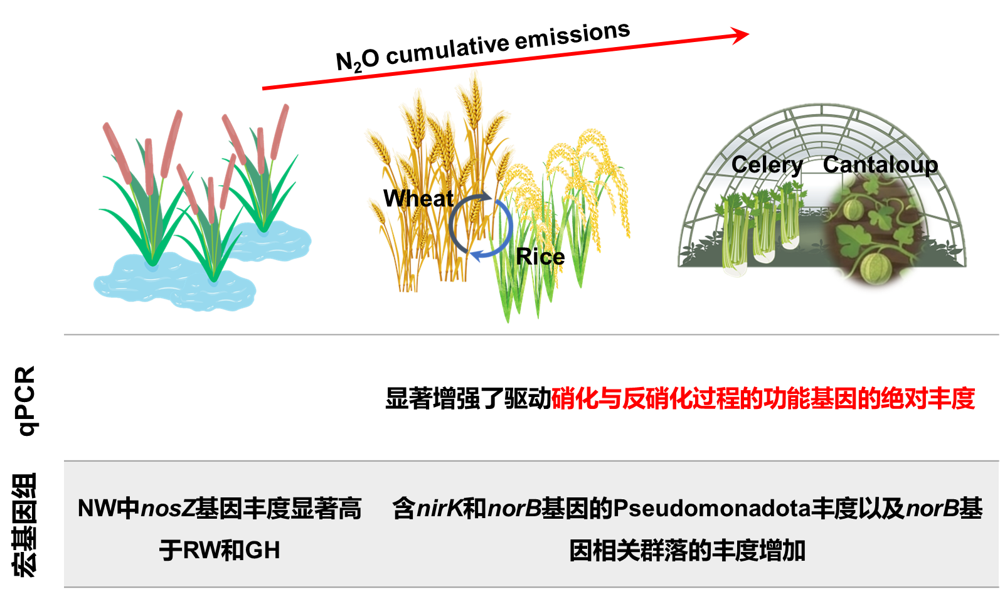 N₂O cumulative emissions
Wheat
Rice
Celery
Cantaloup
qPCR
显著增强了驱动硝化与反硝化过程的功能基因的绝对丰度
宏基因组
NW中nosZ基因丰度显著高
于RW和GH
含nirK和norB基因的Pseudomonadota丰度以及norB基
因相关群落的丰度增加